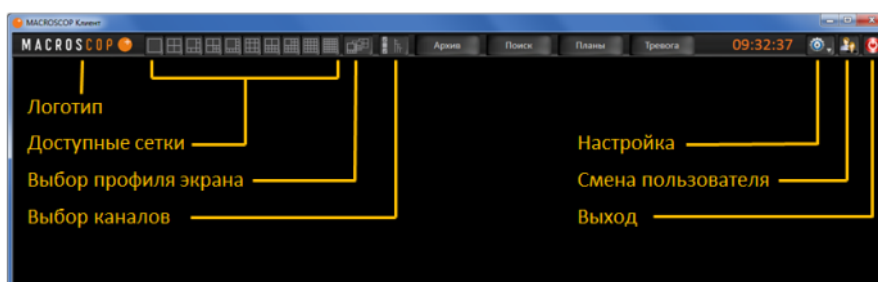 MACROSCOP Клиент
MACROSCOP Архив Поиск Планы Тревога 09:32:37
Логотип
Доступные сетки Настройка
Выбор профиля экрана Смена пользователя
Выбор каналов Выход